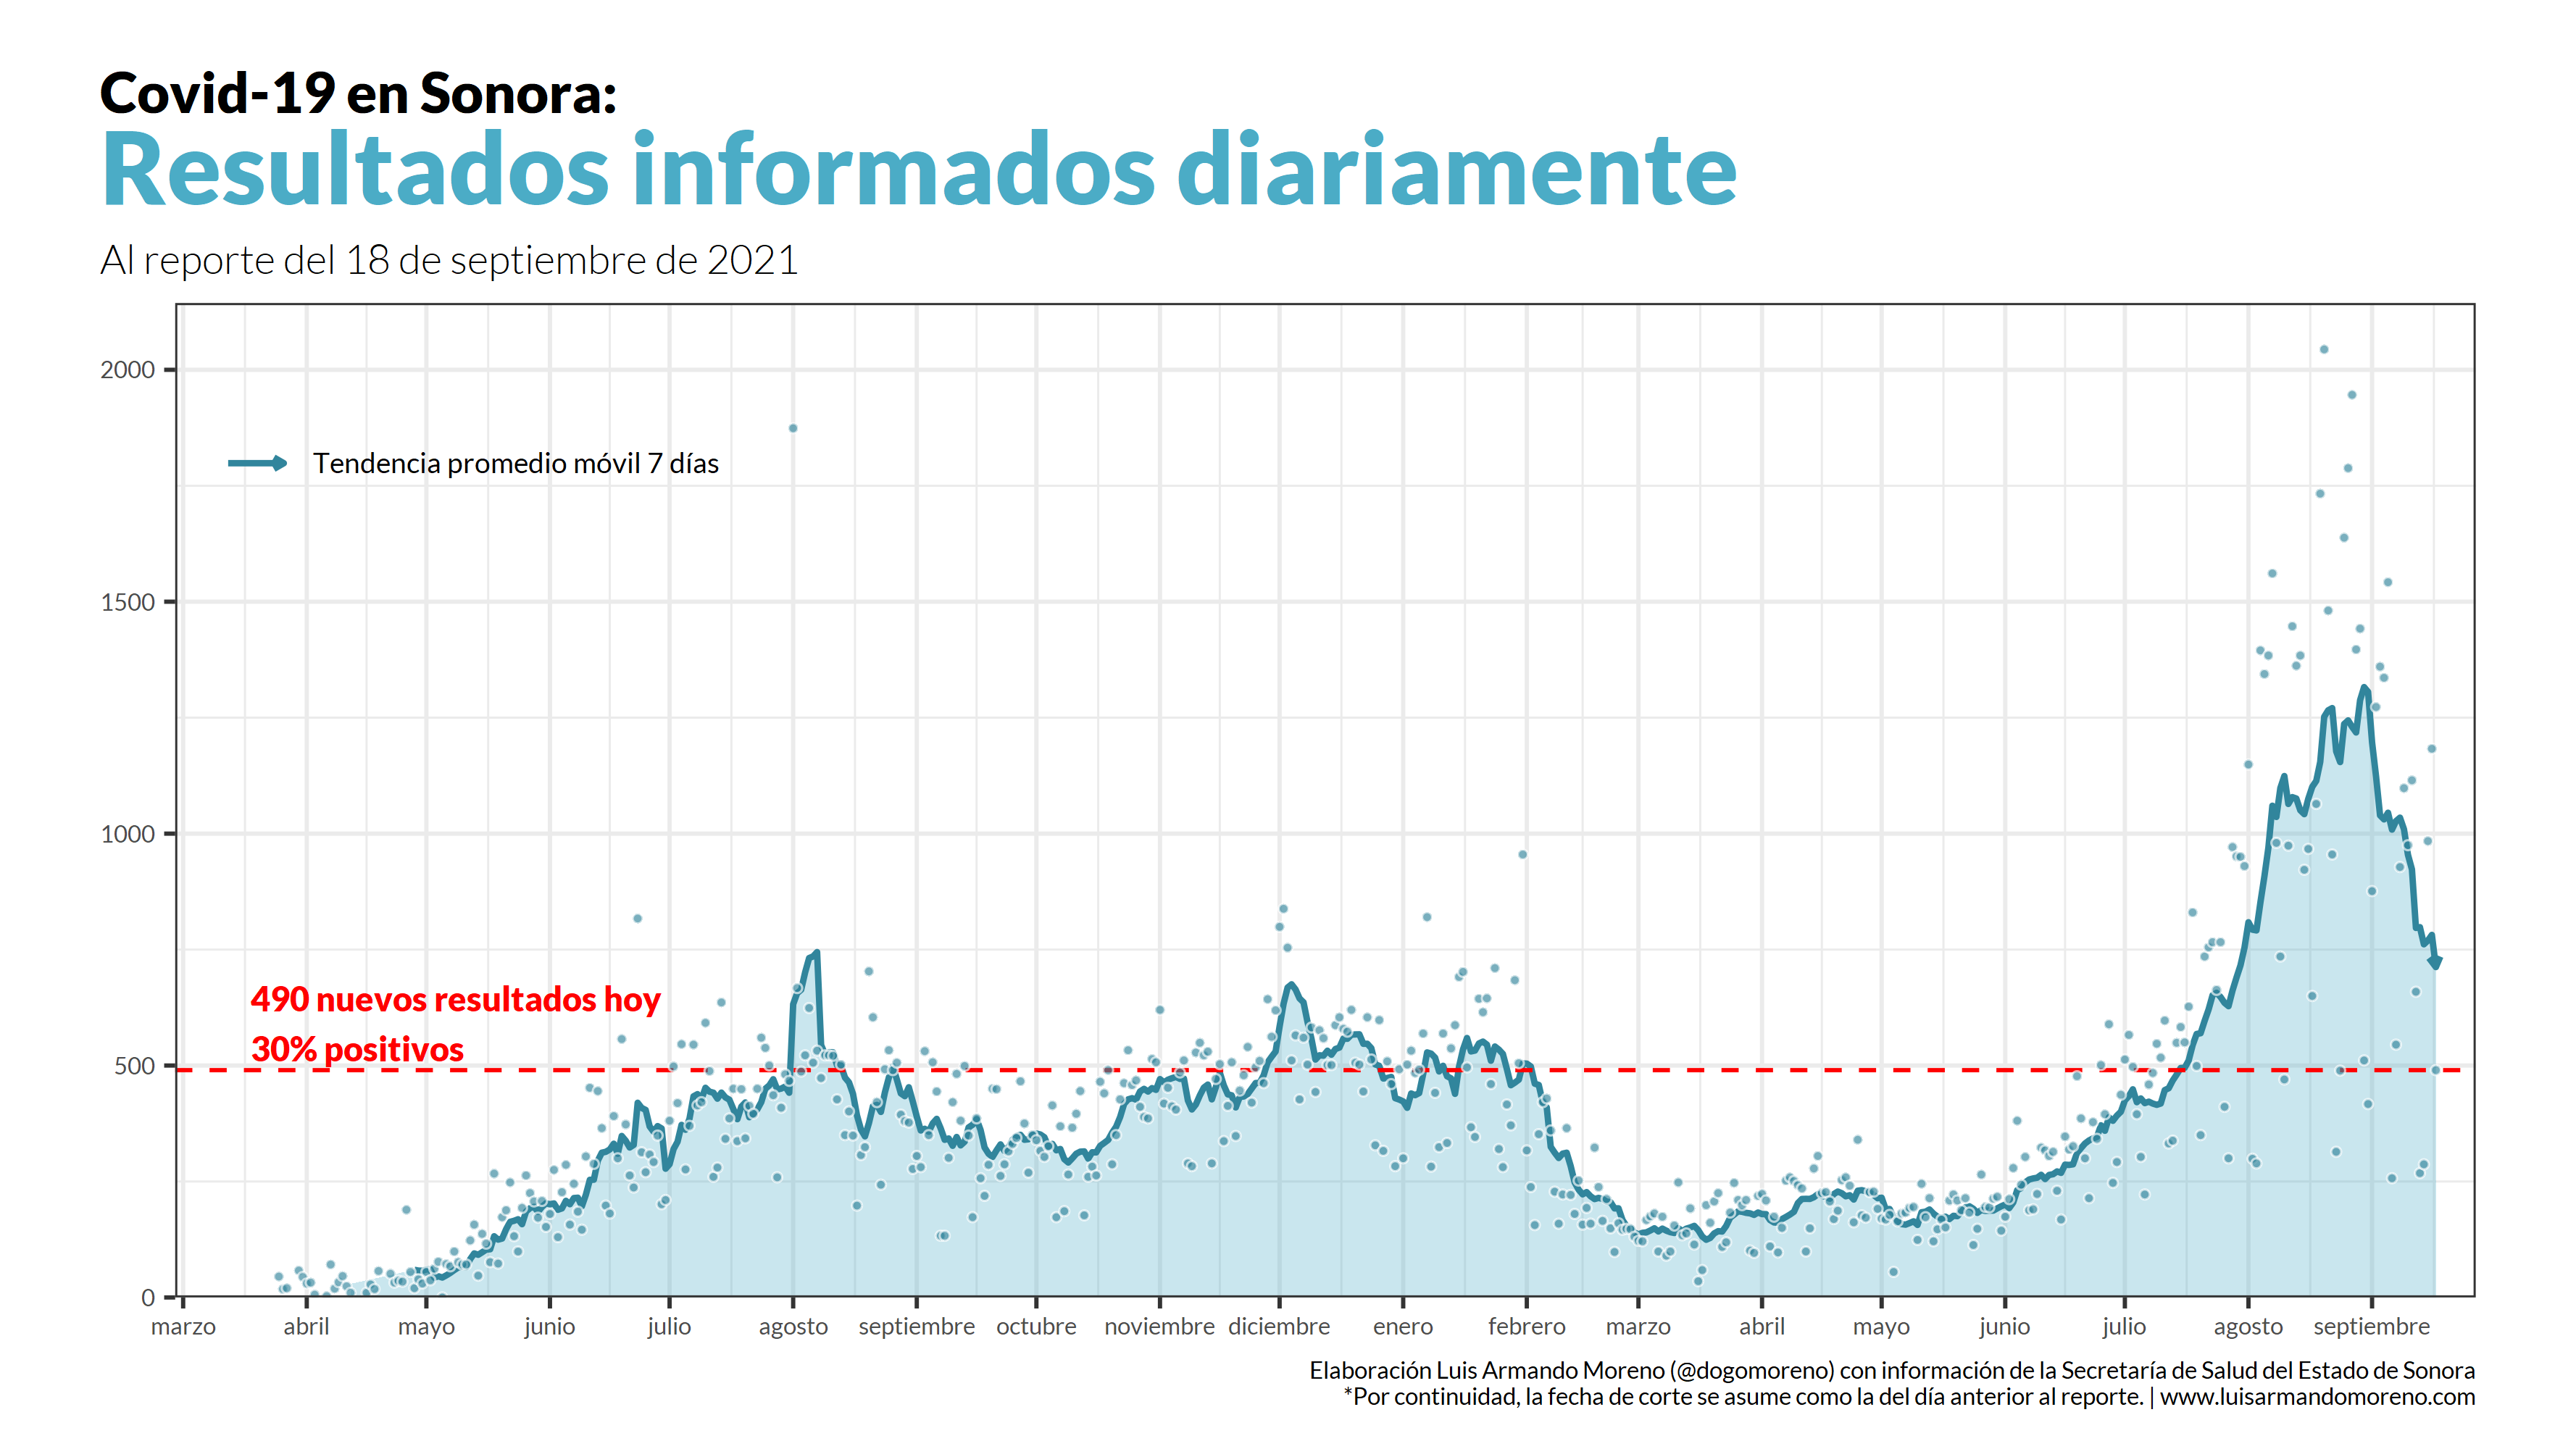 Covid-19 en Sonora:
Resultados informados diariamente
Al reporte del 18 de septiembre de 2021
2000
Tendencia promedio móvil 7 días
1500
1000
490 nuevos resultados hoy
30% positivos
500
0
marzo abril mayo junio julio agosto septiembre octubre noviembre diciembre enero febrero marzo abril mayo junio julio agosto septiembre
Elaboración Luis Armando Moreno (@dogomoreno) con información de la Secretaría de Salud del Estado de Sonora
*Por continuidad, la fecha de corte se asume como la del día anterior al reporte. | www.luisarmandomoreno.com